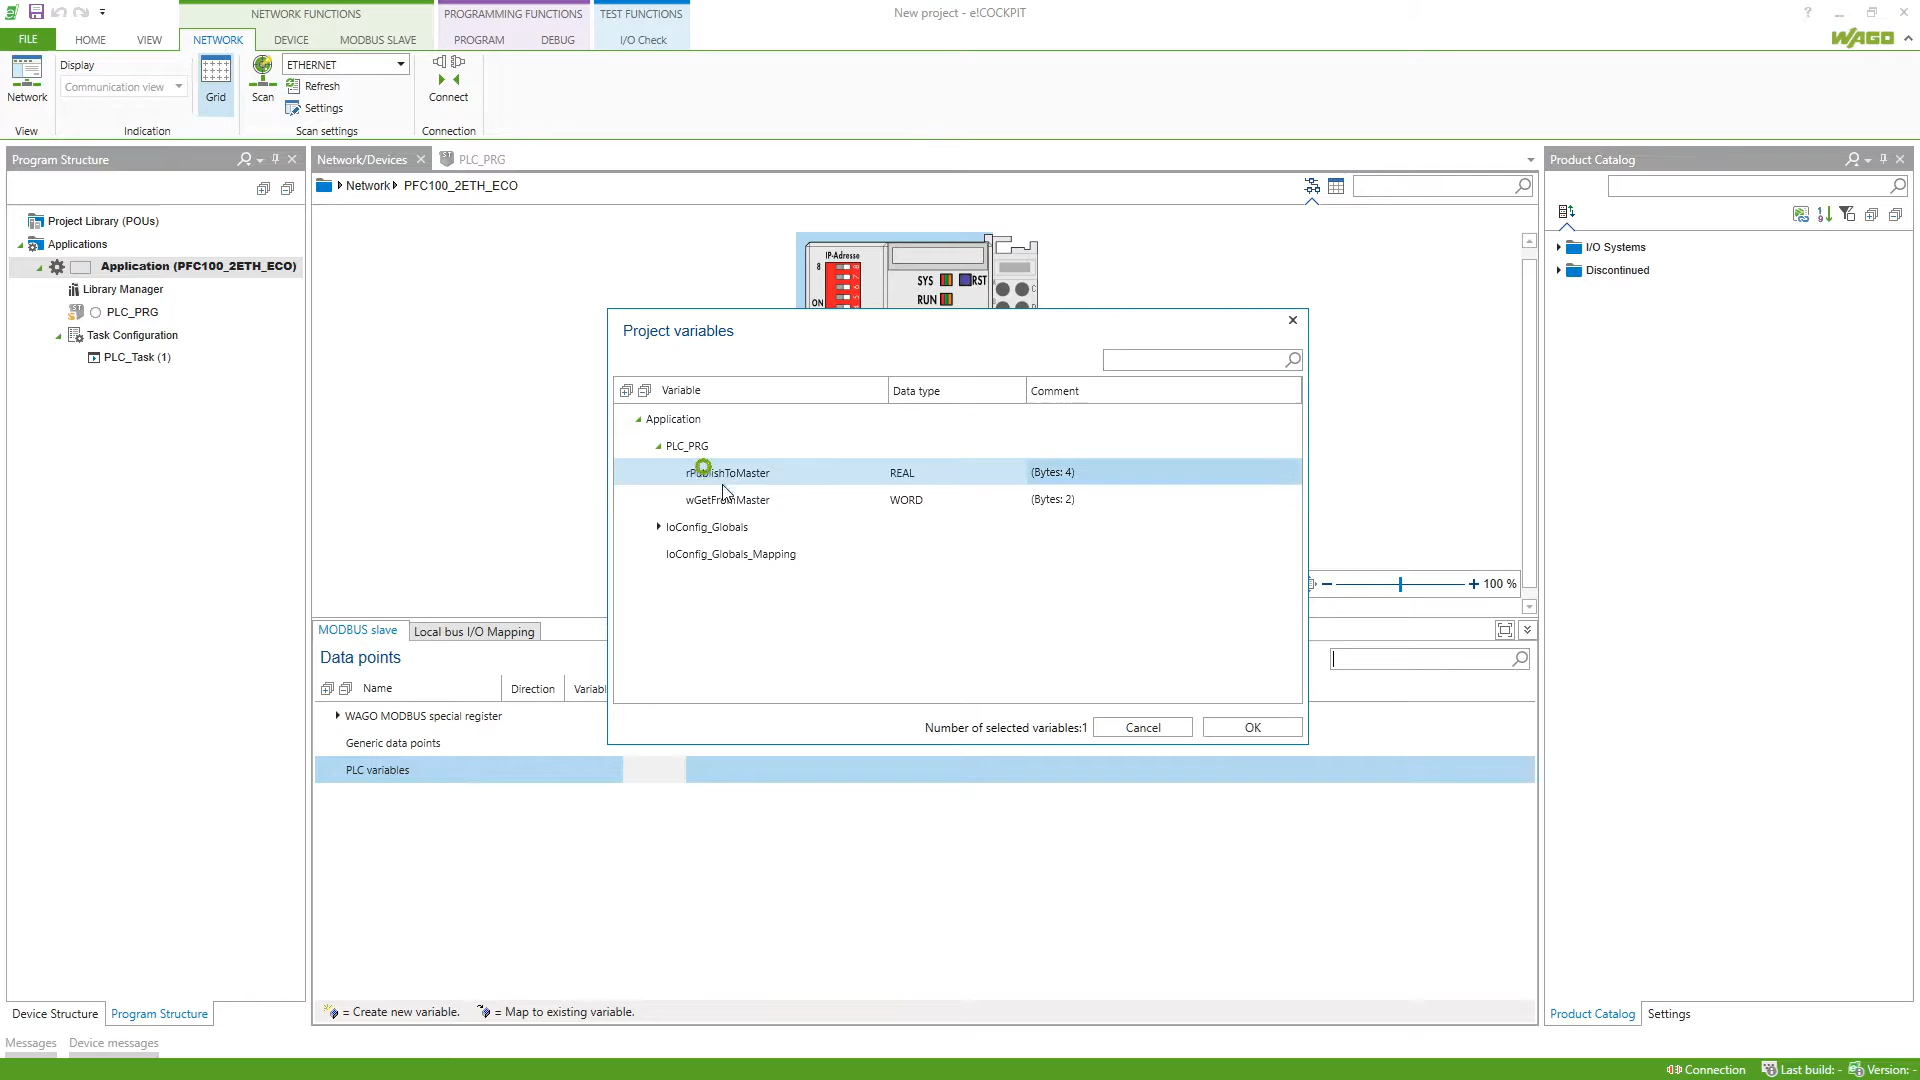 NETWORK FUNCTIONS
PROGRAMMING FUNCTIONS
TEST FUNCTIONS
New project - e!COCKPIT
?
FILE
HOME
VIEW
NETWORK
DEVICE
MODBUS SLAVE
PROGRAM
DEBUG
I/O Check
WAGO
Network
Display
Communication view
Grid
Scan
ETHERNET
Refresh
Settings
Connect
View
Indication
Scan settings
Connection
Program Structure
Network/Devices
PLC_PRG
Product Catalog
Network
PFC100_2ETH_ECO
Project Library (POUs)
Applications
Application (PFC100_2ETH_ECO)
Library Manager
PLC_PRG
Task Configuration
PLC_Task (1)
I/O Systems
Discontinued
IP-Adresse
8
ON
SYS
RST
RUN
Project variables
Variable
Data type
Comment
Application
PLC_PRG
rPublishToMaster
REAL
(Bytes: 4)
wGetFromMaster
WORD
(Bytes: 2)
IoConfig_Globals
IoConfig_Globals_Mapping
Number of selected variables:1
Cancel
OK
100 %
MODBUS slave
Local bus I/O Mapping
Data points
Name
Direction
Variabl
WAGO MODBUS special register
Generic data points
PLC variables
= Create new variable.
= Map to existing variable.
Device Structure
Program Structure
Product Catalog
Settings
Messages
Device messages
Connection
Last build: -
Version: -